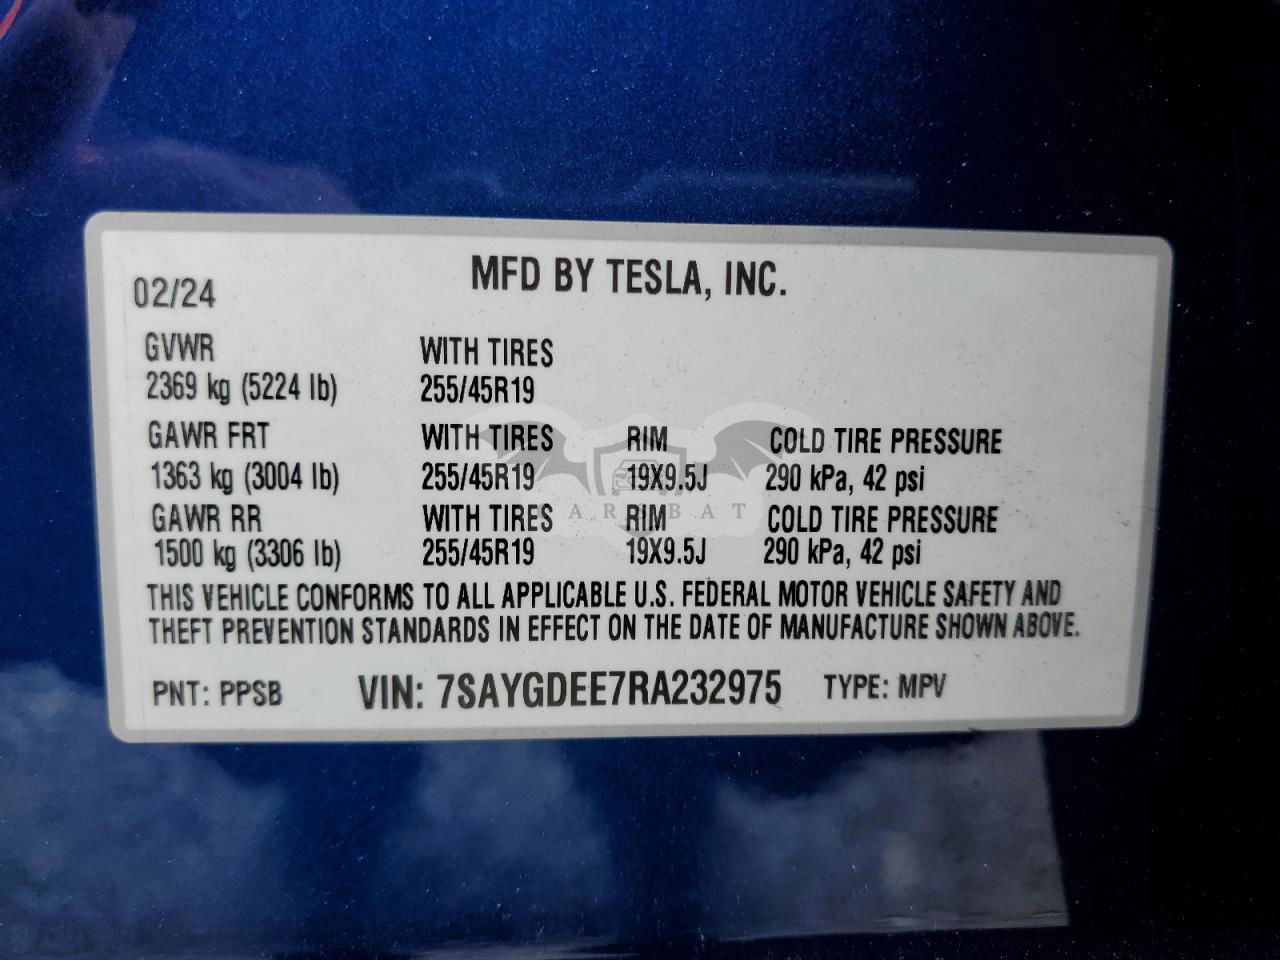 MFD BY TESLA, INC.
02/24
GVWR WITH TIRES
2369 kg (5224 lb) 255/45R19
GAWR FRT WITH TIRES RIM COLD TIRE PRESSURE
1363 kg (3004 lb) 255/45R19 19X9.5J 290 kPa, 42 psi
GAWR RR WITH TIRES RIM COLD TIRE PRESSURE
1500 kg (3306 lb) 255/45R19 19X9.5J 290 kPa, 42 psi
THIS VEHICLE CONFORMS TO ALL APPLICABLE U.S. FEDERAL MOTOR VEHICLE SAFETY AND
THEFT PREVENTION STANDARDS IN EFFECT ON THE DATE OF MANUFACTURE SHOWN ABOVE.
PNT: PPSB VIN: 7SAYGDEE7RA232975 TYPE: MPV